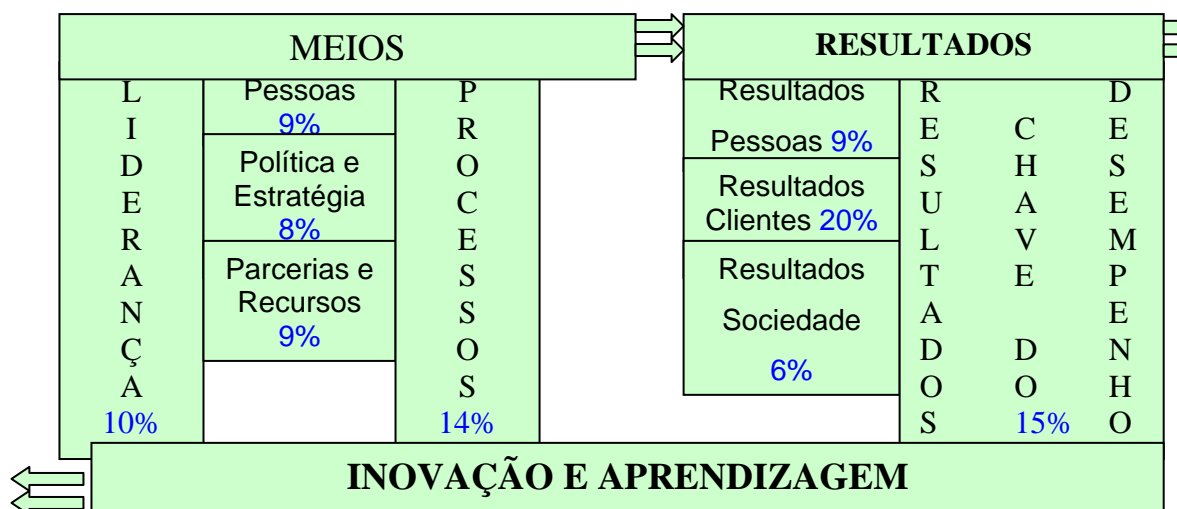 MEIOS
RESULTADOS
LIDERANÇA
10%
Pessoas
9%
Política e
Estratégia
8%
Parcerias e
Recursos
9%
PROCESSOS
14%
Resultados
Pessoas 9%
Resultados
Clientes 20%
Resultados
Sociedade
6%
RESULTADOS
CHAVE DO
15%
DESEMPENHO
INOVAÇÃO E APRENDIZAGEM